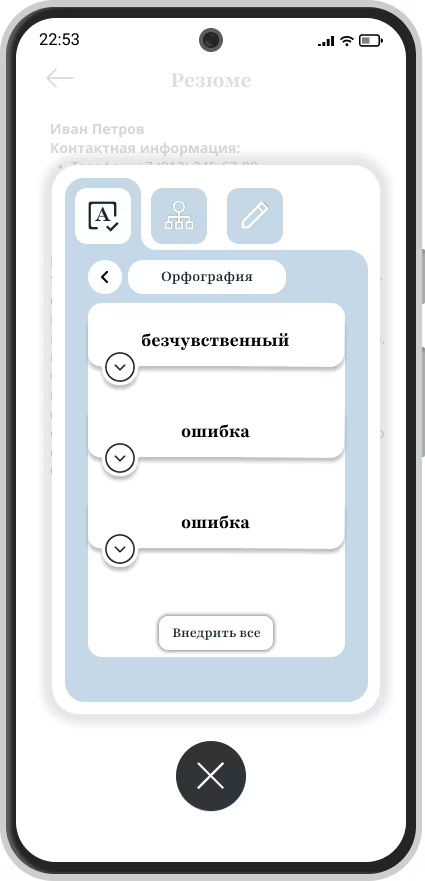 22:53
Резюме
Иван Петров
Контактная информация:
Орфография
безчувственный
ошибка
ошибка
Внедрить все